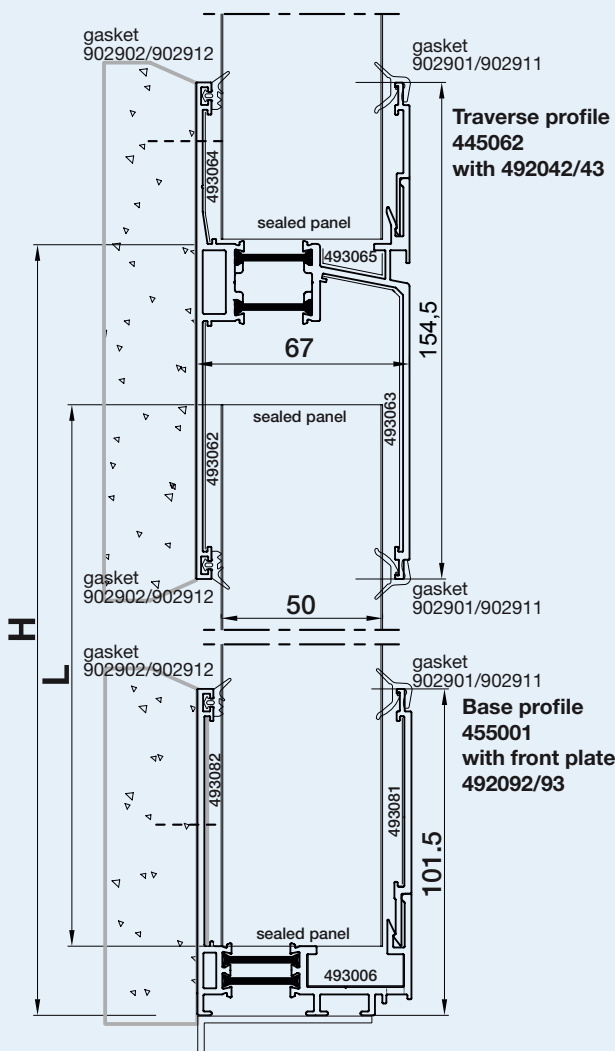 gasket
902902/902912
gasket
902901/902911
Traverse profile
445062
with 492042/43
493064
sealed panel
493065
154,5
67
sealed panel
493063
493062
gasket
902902/902912
50
gasket
902901/902911
H
L
gasket
902902/902912
gasket
902901/902911
Base profile
455001
with front plate
492092/93
493082
493081
101.5
sealed panel
493006